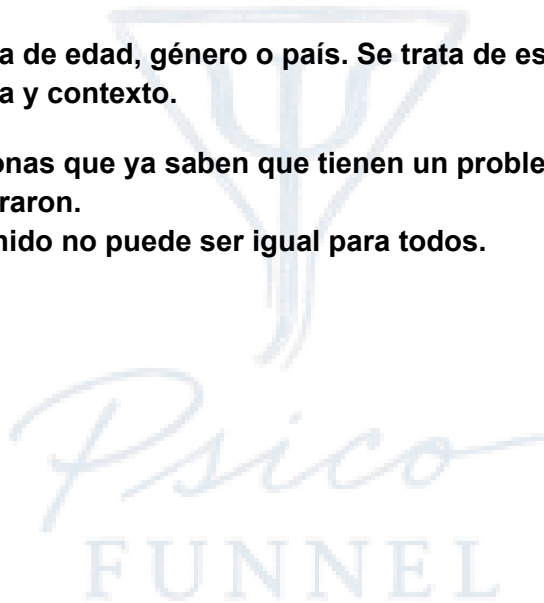 a de edad, género o país. Se trata de es
a y contexto.
onas que ya saben que tienen un proble
raron.
nido no puede ser igual para todos.
Psico
FUNNEL